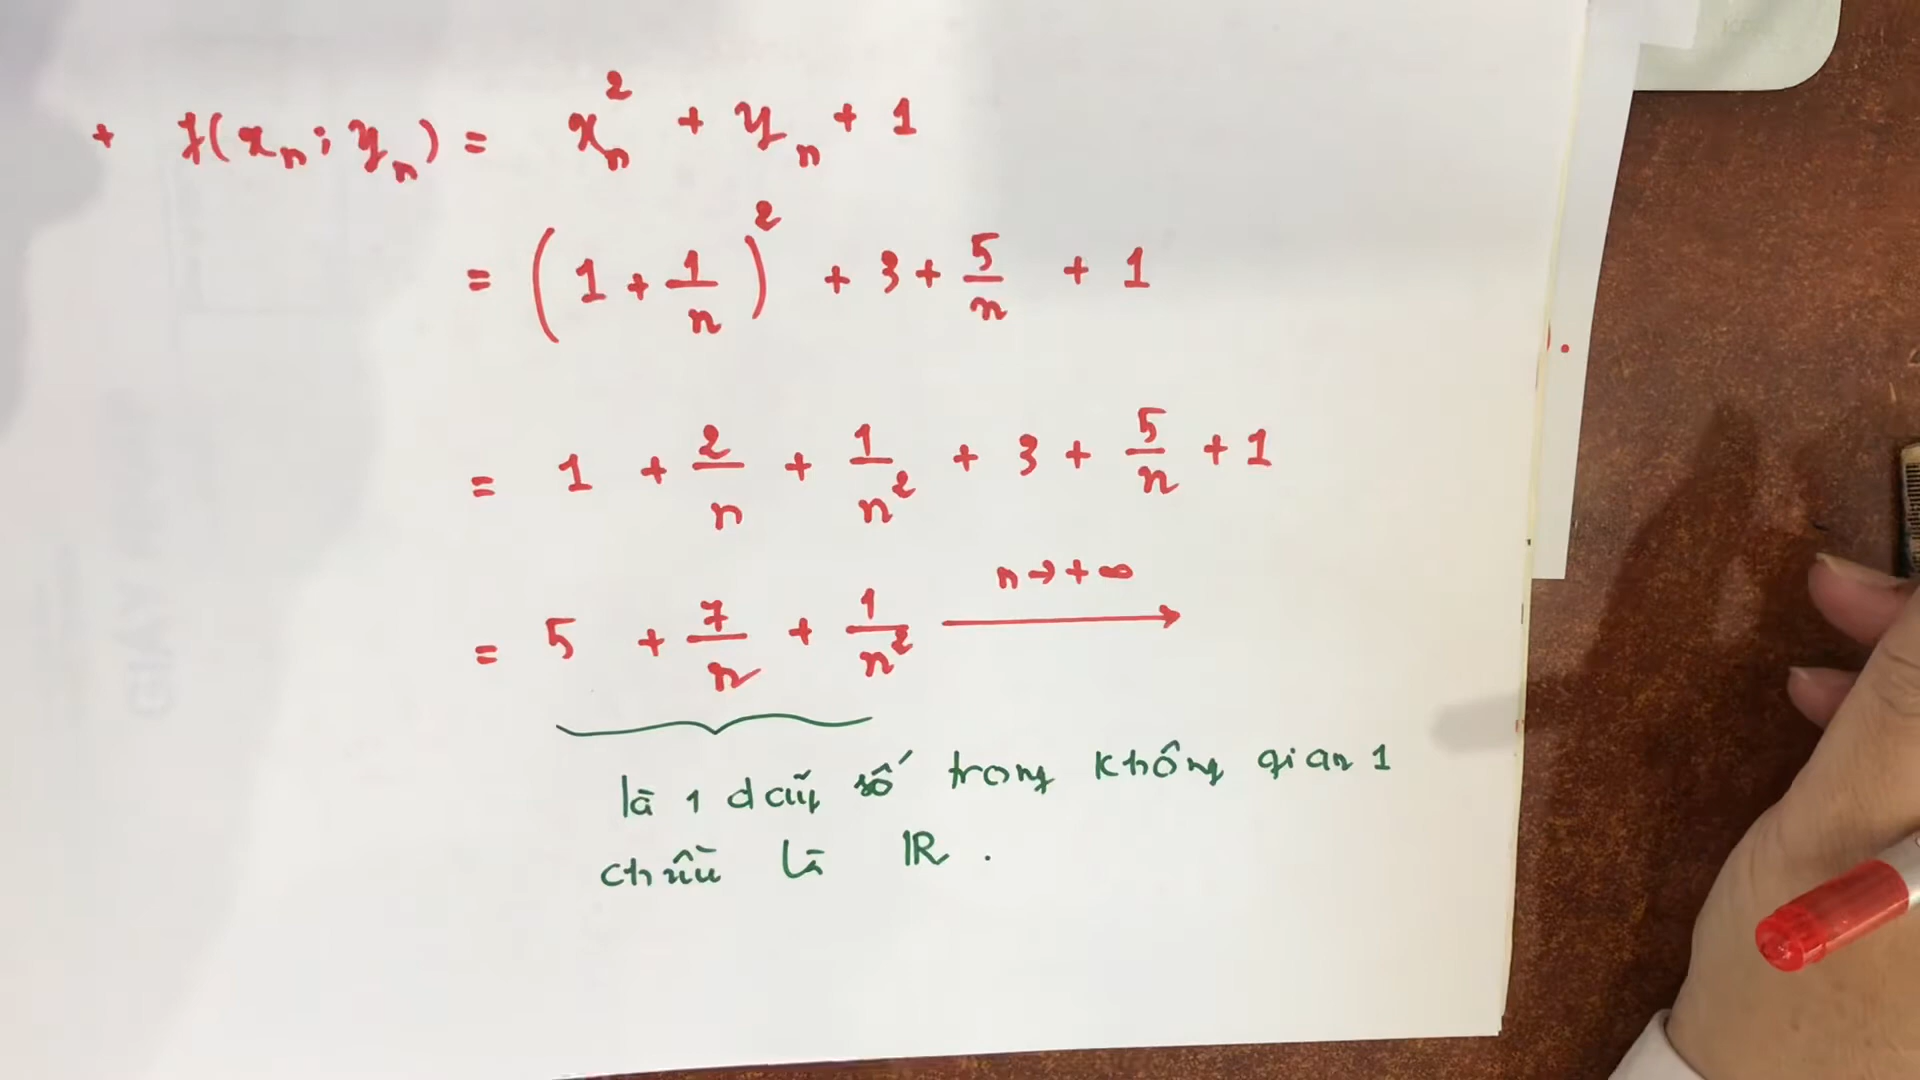 + f(xₙ; yₙ) = xₙ² + yₙ + 1
= (1 + 1/n)² + 3 + 5/n + 1
= 1 + 2/n + 1/n² + 3 + 5/n + 1
= 5 + 7/n + 1/n² n → + ∞ →
là 1 dãy số trong không gian 1
chiều là ℝ.